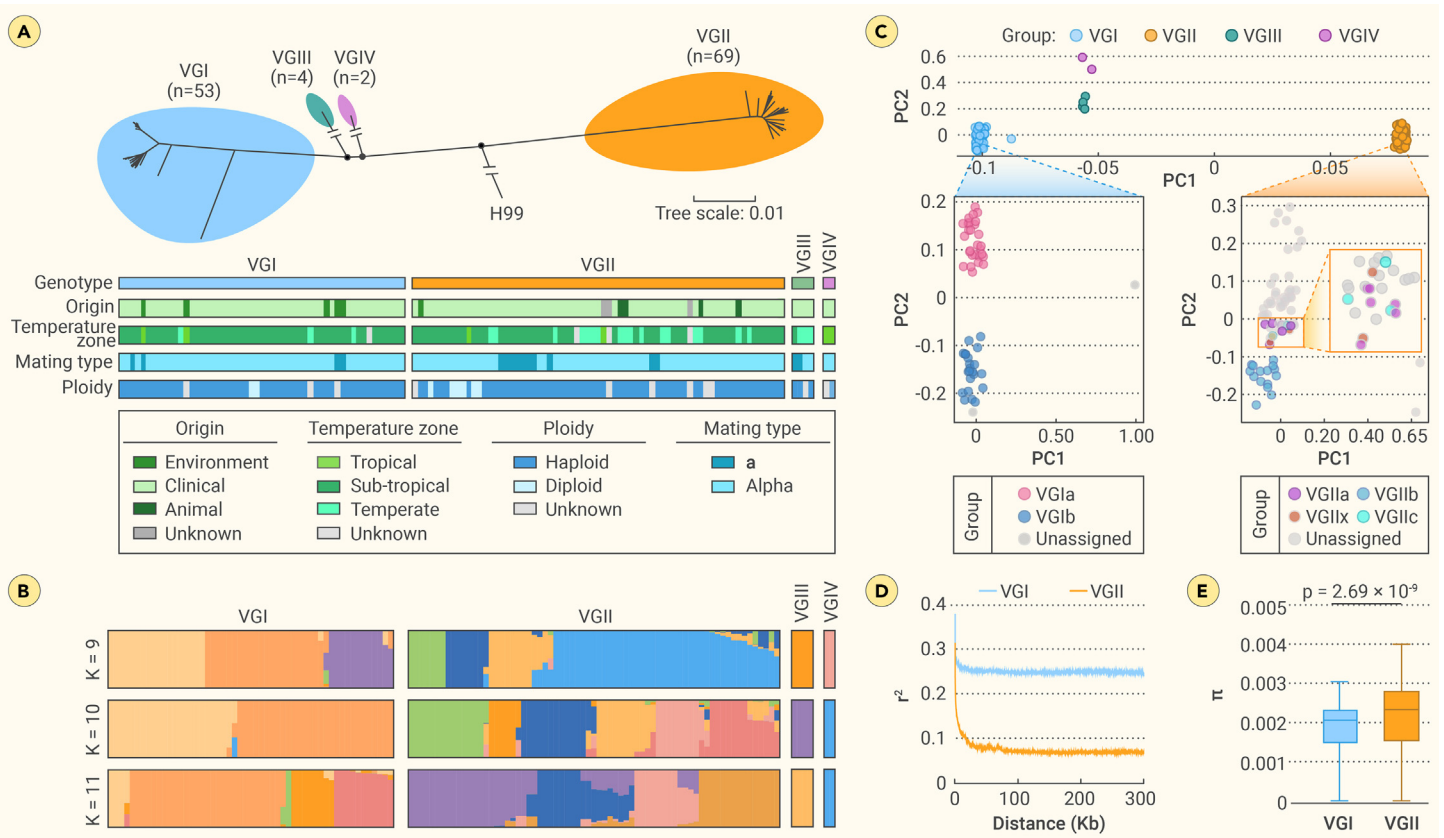 A
VGI
(n=53)
VGIII
(n=4)
VGIV
(n=2)
VGII
(n=69)
H99
Tree scale: 0.01
VGI
VGII
VGIII
VGIV
Genotype
Origin
Temperature
zone
Mating type
Ploidy
Origin
Environment
Clinical
Animal
Unknown
Temperature zone
Tropical
Sub-tropical
Temperate
Unknown
Ploidy
Haploid
Diploid
Unknown
Mating type
a
Alpha
B
VGI
VGII
VGIII
VGIV
K = 9
K = 10
K = 11
C
Group: VGI VGII VGIII VGIV
PC2
0.6
0.4
0.2
0
-0.1 -0.05 0 0.05
PC1
PC2
0.2
0.1
0
-0.1
-0.2
0 0.50 1.00
PC1
Group
VGIa
VGIb
Unassigned
PC2
0.3
0.2
0.1
0
-0.1
-0.2
0 0.20 0.40 0.65
PC1
Group
VGIIa VGIIb
VGIIx VGIIc
Unassigned
D
VGI VGII
r²
0.4
0.3
0.2
0.1
0
0 100 200 300
Distance (Kb)
E
p = 2.69 × 10⁻⁹
π
0.005
0.004
0.003
0.002
0.001
0
VGI VGII